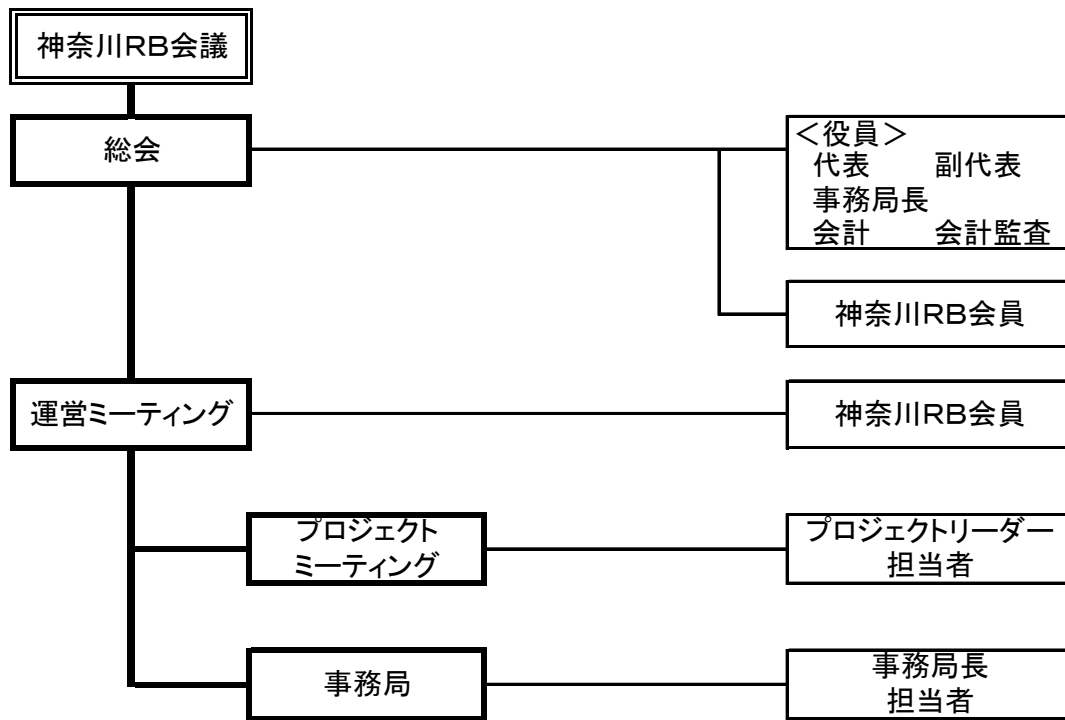 神奈川ＲＢ会議
総会
＜役員＞
代表　　副代表
事務局長
会計　　会計監査
神奈川ＲＢ会員
運営ミーティング
神奈川ＲＢ会員
プロジェクト
ミーティング
プロジェクトリーダー
担当者
事務局
事務局長
担当者